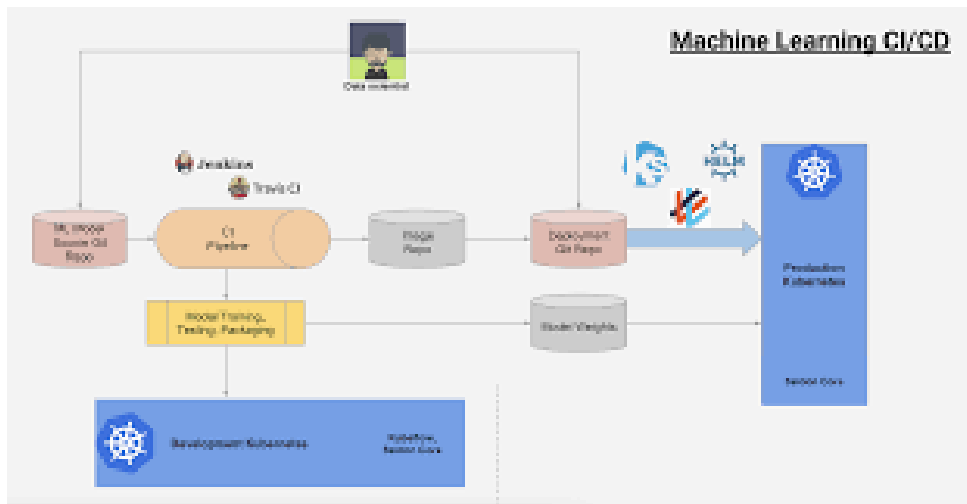 Machine Learning CI/CD
Data scientist
Jenkins
Travis CI
HELM
ML Model
Source Git
Repo
CI
Pipeline
Image
Repo
Deployment
Git Repo
Production
Kubernetes
Model Training,
Testing, Packaging
Model Weights
Seldon Core
Development Kubernetes
Kubeflow,
Seldon Core